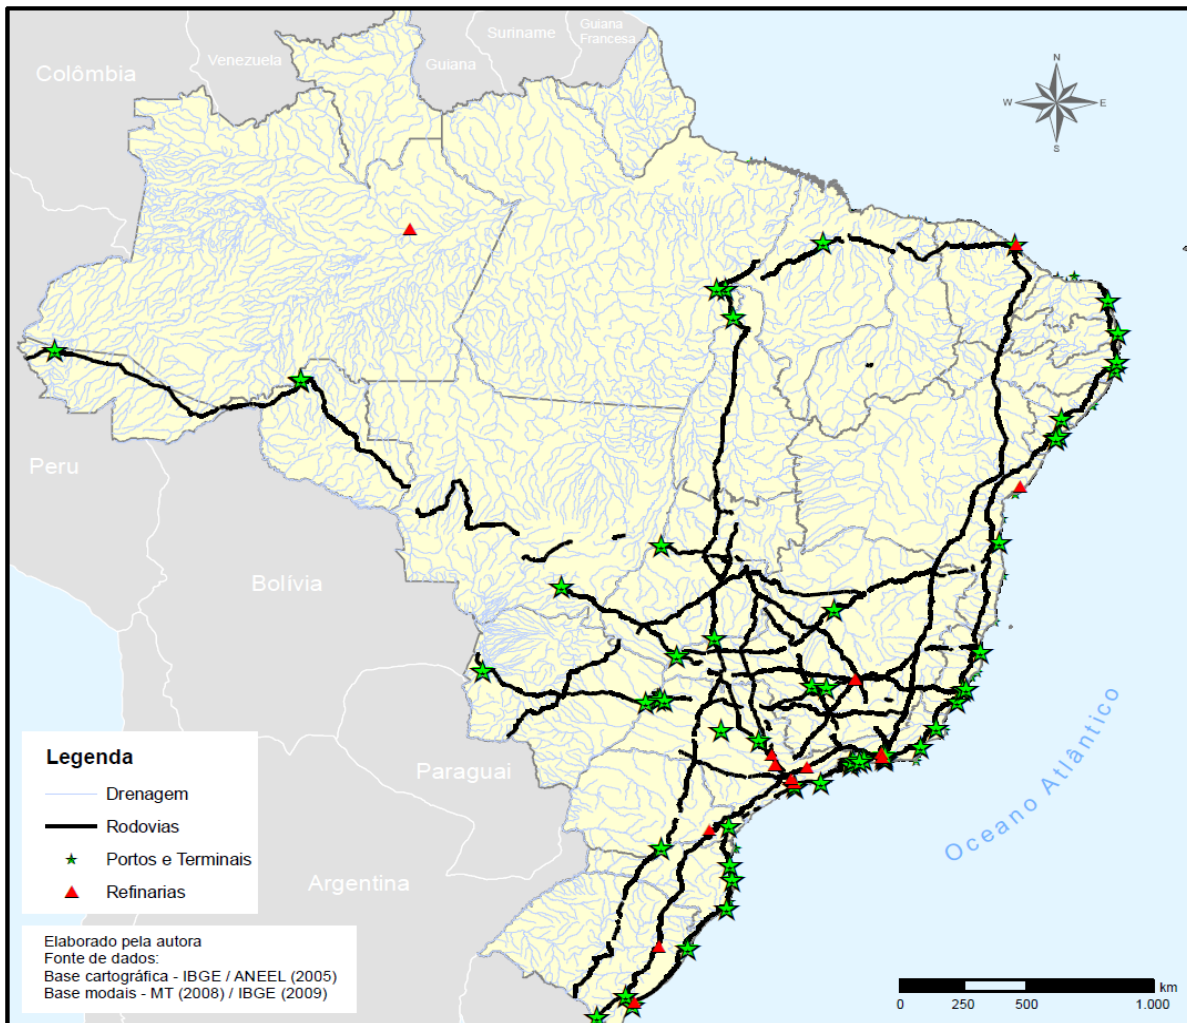 Suriname
Guiana
Francesa
Venezuela
Guiana
Colômbia
N
W
E
S
Peru
Bolívia
Paraguai
Argentina
Oceano Atlântico
Legenda
Drenagem
Rodovias
Portos e Terminais
Refinarias
Elaborado pela autora
Fonte de dados:
Base cartográfica - IBGE / ANEEL (2005)
Base modais - MT (2008) / IBGE (2009)
km
0 250 500 1.000